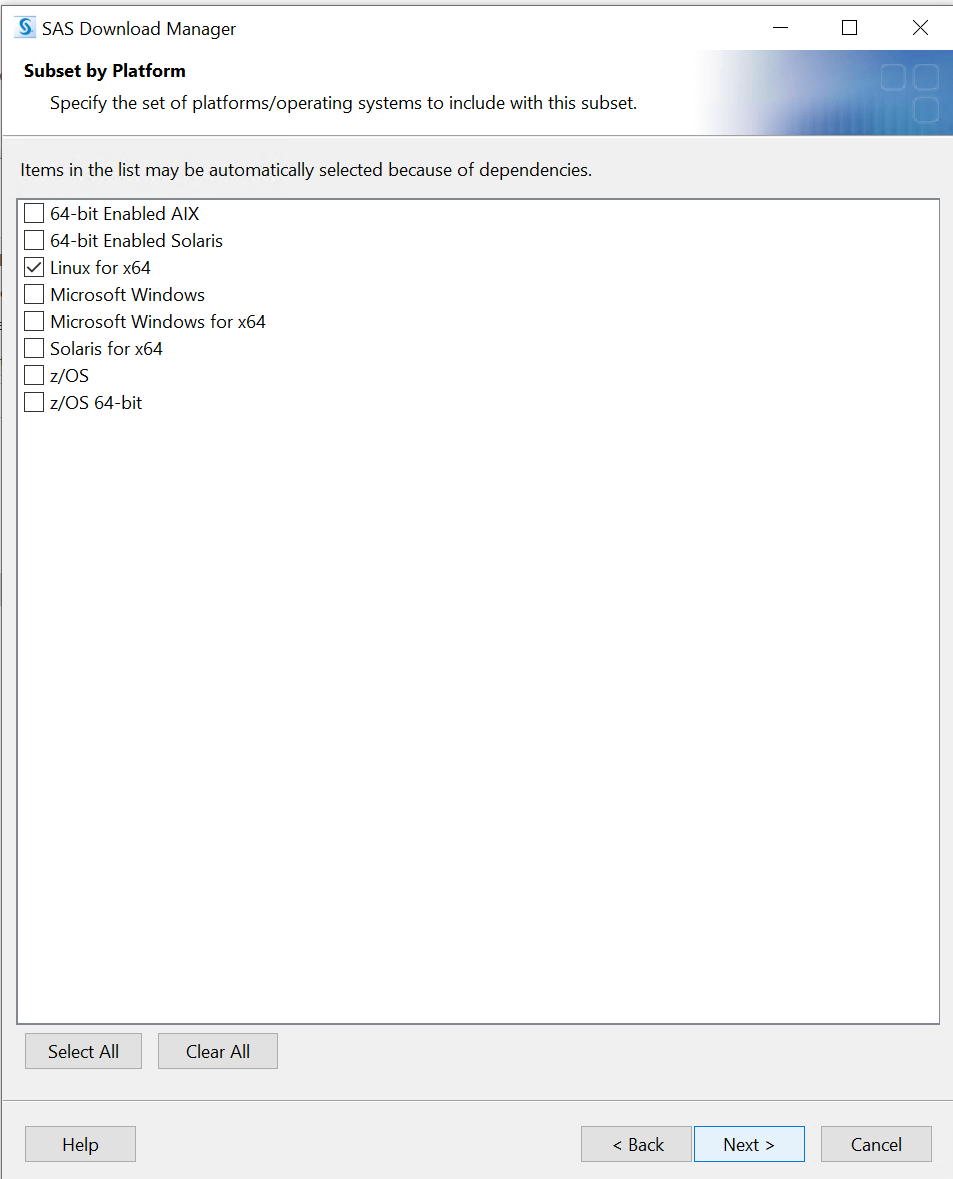 SAS Download Manager
Subset by Platform
Specify the set of platforms/operating systems to include with this subset.
Items in the list may be automatically selected because of dependencies.
64-bit Enabled AIX
64-bit Enabled Solaris
Linux for x64
Microsoft Windows
Microsoft Windows for x64
Solaris for x64
z/OS
z/OS 64-bit
Select All
Clear All
Help
< Back
Next >
Cancel